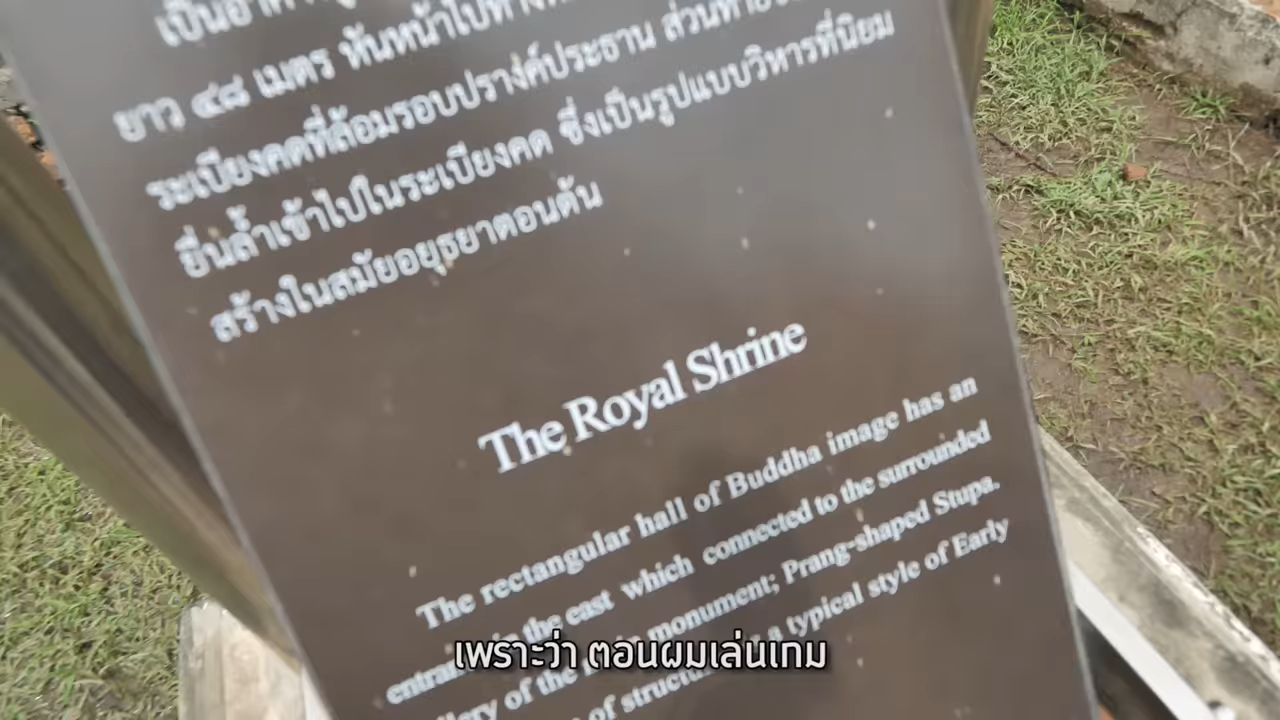 ยาว ๔๘ เมตร หันหน้าไปทาง
ระเบียงคดที่ล้อมรอบปรางค์ประธาน ส่วนท้าย
ยื่นล้ำเข้าไปในระเบียงคด ซึ่งเป็นรูปแบบวิหารที่นิยม
สร้างในสมัยอยุธยาตอนต้น
The Royal Shrine
The rectangular hall of Buddha image has an
in the east which connected to the surrounded
of the monument; Prang-shaped Stupa.
of a typical style of Early
เพราะว่า ตอนผมเล่นเกม